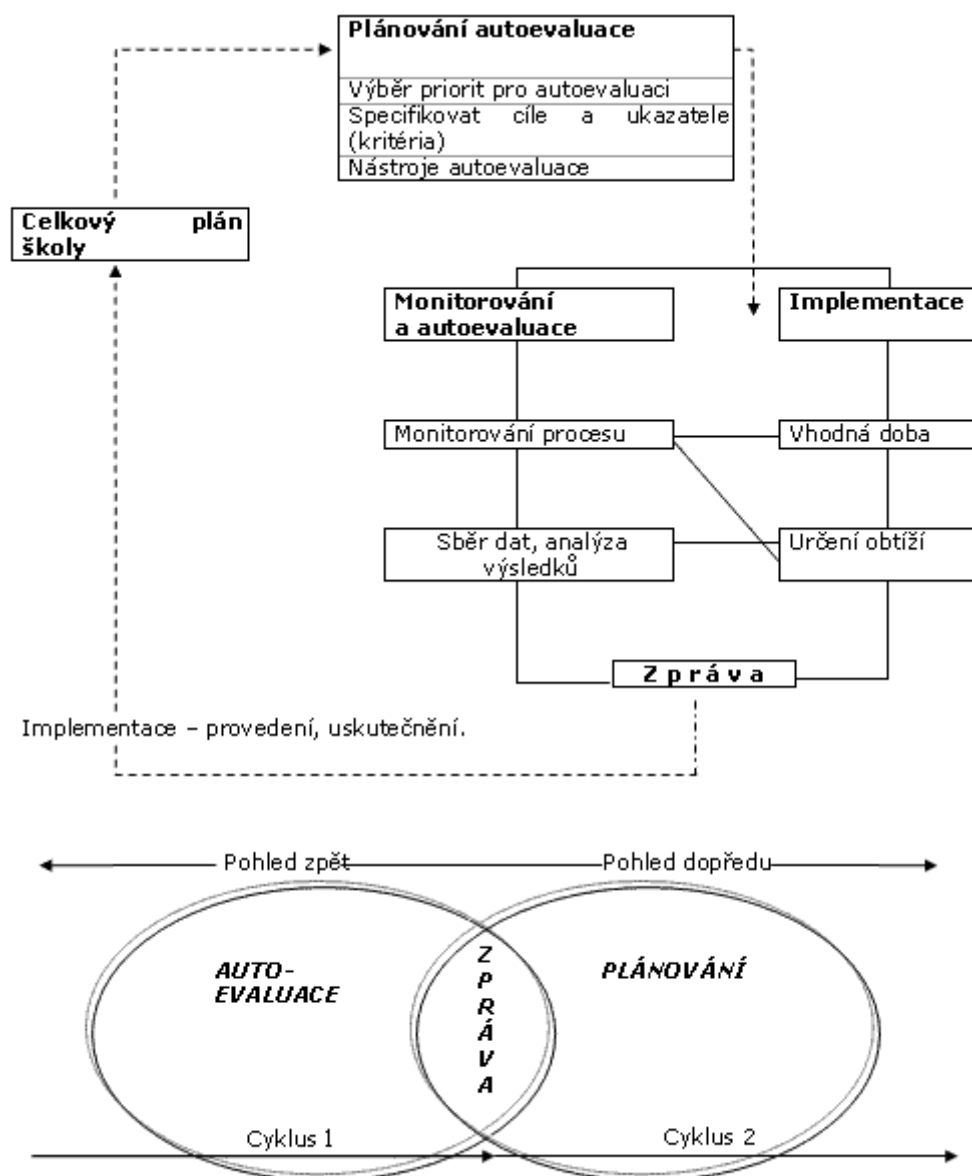 Plánování autoevaluace
Výběr priorit pro autoevaluaci
Specifikovat cíle a ukazatele
(kritéria)
Nástroje autoevaluace
Celkový plán
školy
Monitorování
a autoevaluace
Implementace
Monitorování procesu
Vhodná doba
Sběr dat, analýza
výsledků
Určení obtíží
Z p r á v a
Implementace – provedení, uskutečnění.
Pohled zpět
Pohled dopředu
AUTO-
EVALUACE
Z
P
R
Á
V
A
PLÁNOVÁNÍ
Cyklus 1
Cyklus 2